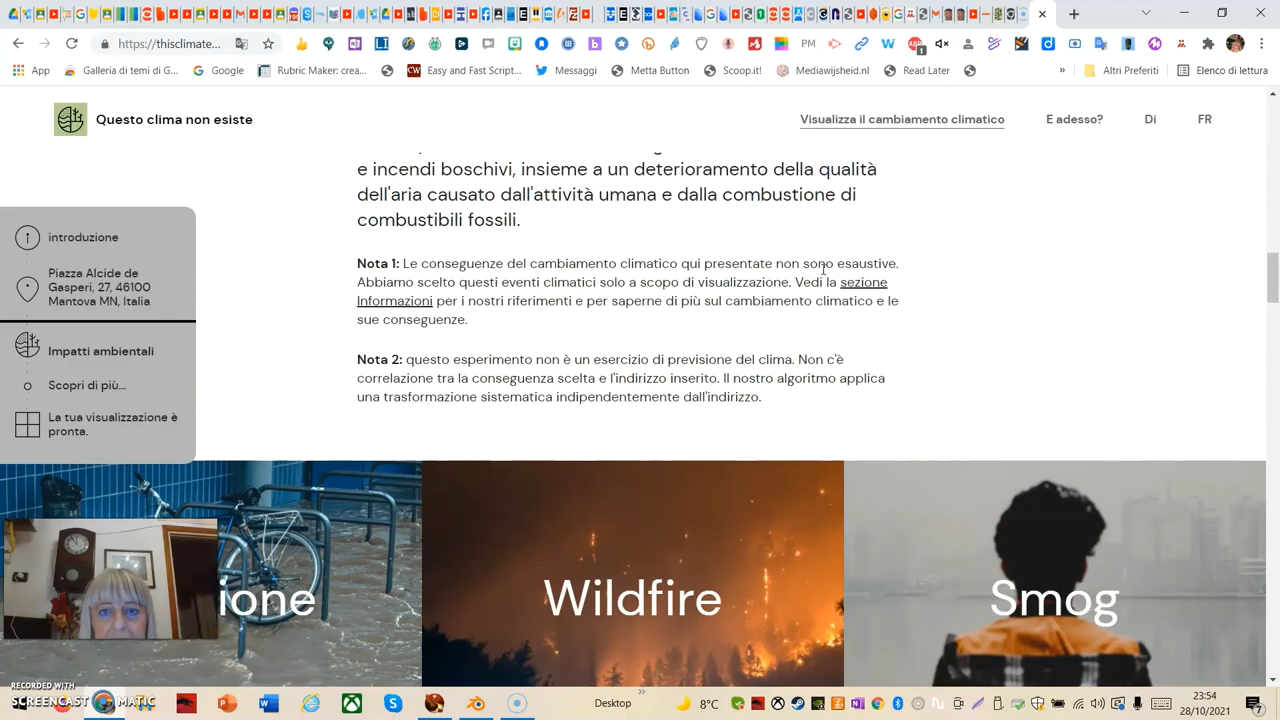 https://thisclimate
PM
App
Galleria di temi di G...
Google
Rubric Maker: crea...
Easy and Fast Script...
Messaggi
Metta Button
Scoop.it!
Mediawijsheid.nl
Read Later
»
Altri Preferiti
Elenco di lettura
Questo clima non esiste
Visualizza il cambiamento climatico
E adesso?
Di
FR
e incendi boschivi, insieme a un deterioramento della qualità
dell'aria causato dall'attività umana e dalla combustione di
combustibili fossili.
introduzione
Piazza Alcide de
Gasperi, 27, 46100
Mantova MN, Italia
Impatti ambientali
Scopri di più...
La tua visualizzazione è
pronta.
Nota 1: Le conseguenze del cambiamento climatico qui presentate non sono esaustive.
Abbiamo scelto questi eventi climatici solo a scopo di visualizzazione. Vedi la sezione
Informazioni per i nostri riferimenti e per saperne di più sul cambiamento climatico e le
sue conseguenze.
Nota 2: questo esperimento non è un esercizio di previsione del clima. Non c'è
correlazione tra la conseguenza scelta e l'indirizzo inserito. Il nostro algoritmo applica
una trasformazione sistematica indipendentemente dall'indirizzo.
ione
Wildfire
Smog
RECORDED WITH
SCREENCAST MATIC
Desktop
8°C
23:54
28/10/2021